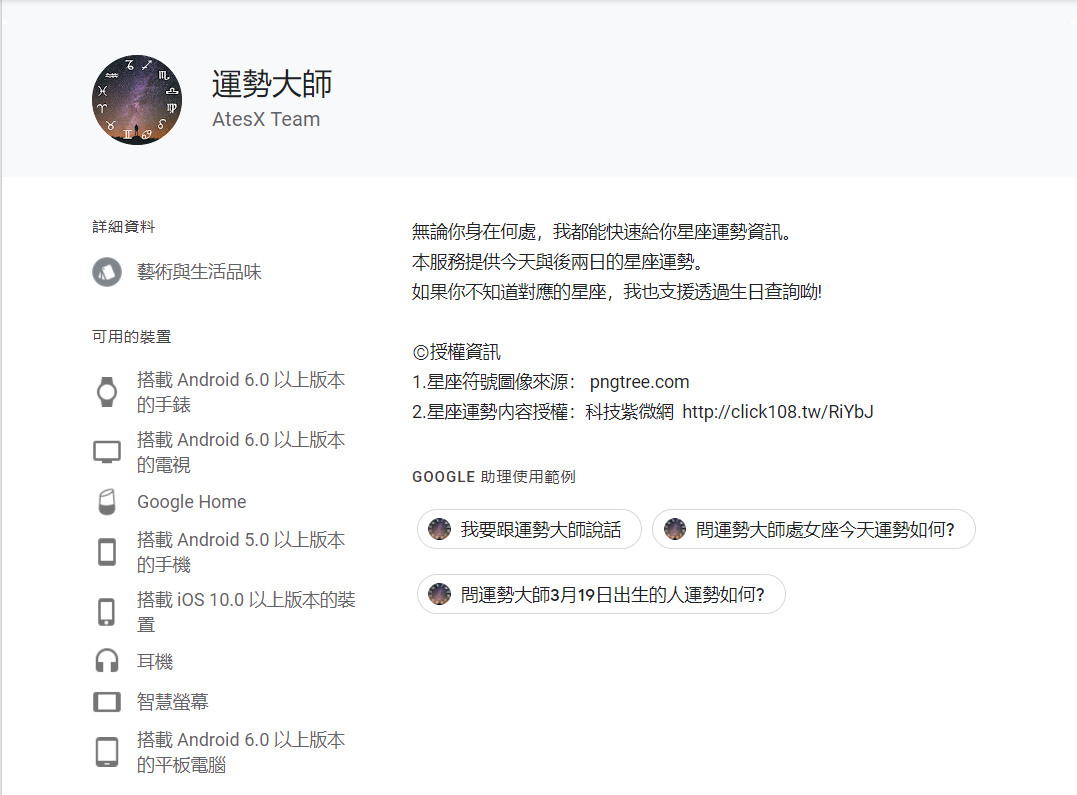 運勢大師
AtesX Team
詳細資料
藝術與生活品味
可用的裝置
搭載 Android 6.0 以上版本
的手錶
搭載 Android 6.0 以上版本
的電視
Google Home
搭載 Android 5.0 以上版本
的手機
搭載 iOS 10.0 以上版本的裝
置
耳機
智慧螢幕
搭載 Android 6.0 以上版本
的平板電腦
無論你身在何處，我都能快速給你星座運勢資訊。
本服務提供今天與後兩日的星座運勢。
如果你不知道對應的星座，我也支援透過生日查詢呦!
©授權資訊
1.星座符號圖像來源： pngtree.com
2.星座運勢内容授權：科技紫微網 http://click108.tw/RiYbJ
GOOGLE 助理使用範例
我要跟運勢大師說話
問運勢大師處女座今天運勢如何?
問運勢大師3月19日出生的人運勢如何?